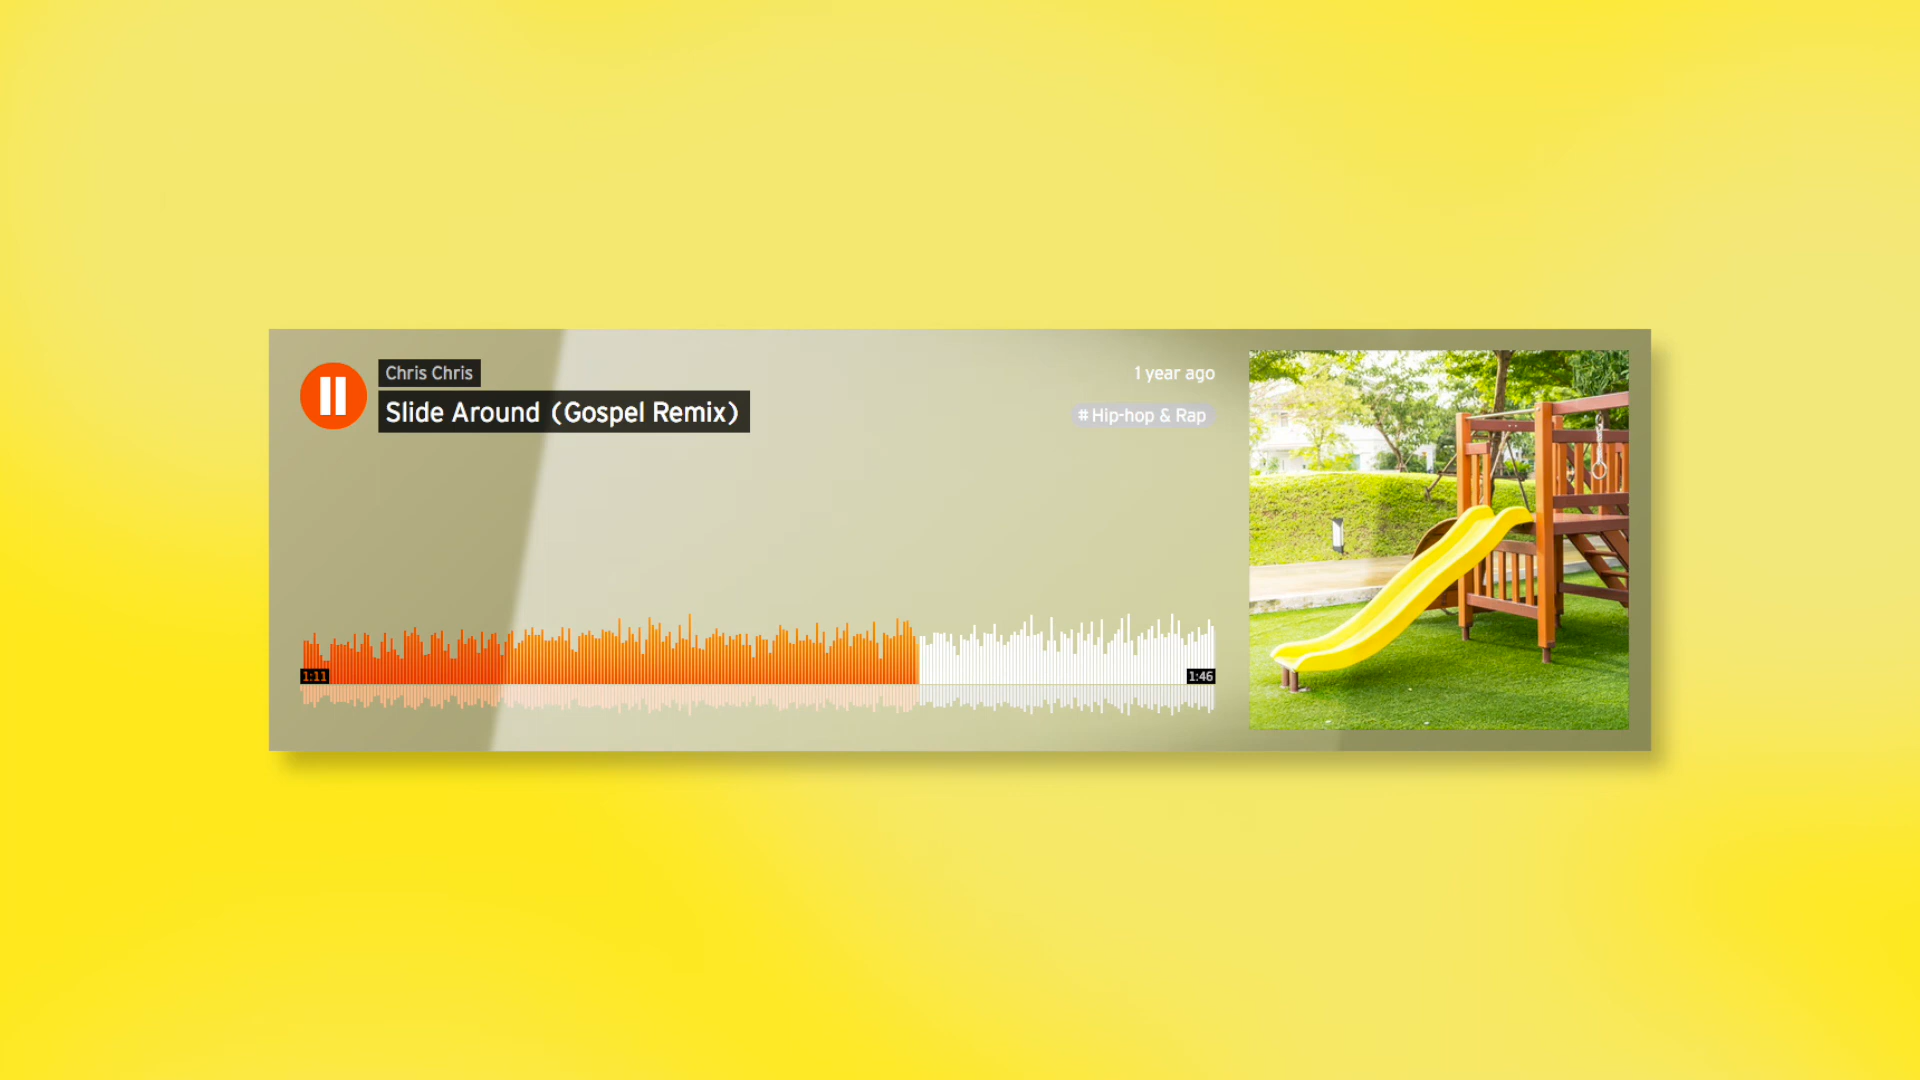 Chris Chris
Slide Around (Gospel Remix)
1 year ago
# Hip-hop & Rap
1:11
1:46